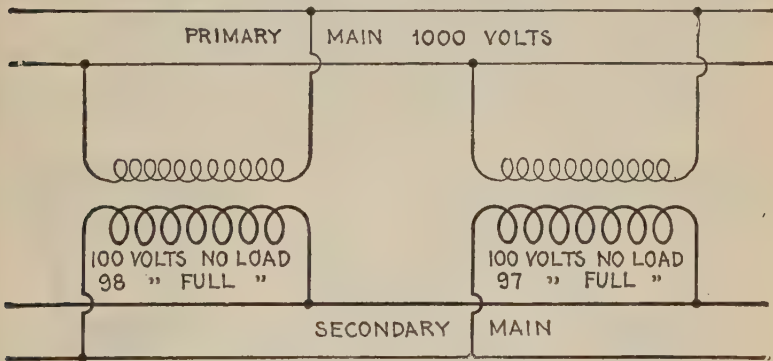 PRIMARY MAIN 1000 VOLTS
100 VOLTS NO LOAD
98 " FULL "
100 VOLTS NO LOAD
97 " FULL "
SECONDARY MAIN